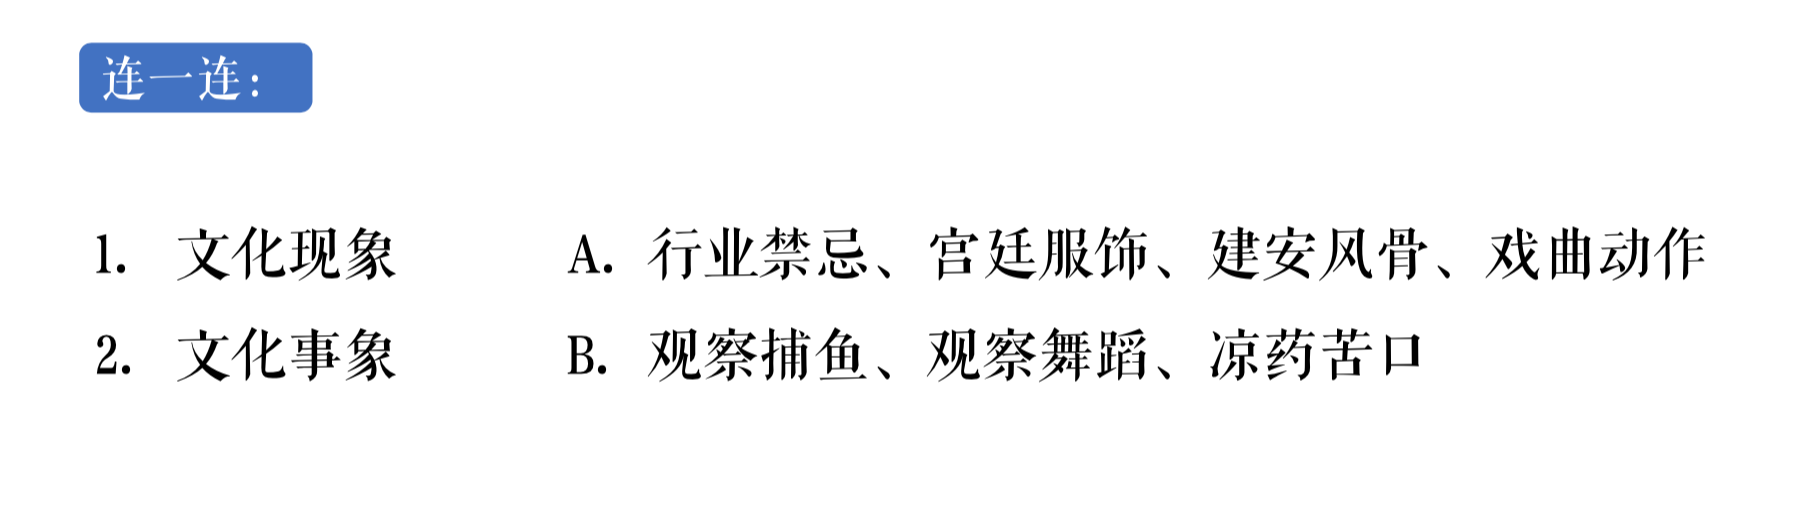 连一连：
1. 文化现象 A. 行业禁忌、宫廷服饰、建安风骨、戏曲动作
2. 文化事象 B. 观察捕鱼、观察舞蹈、凉药苦口